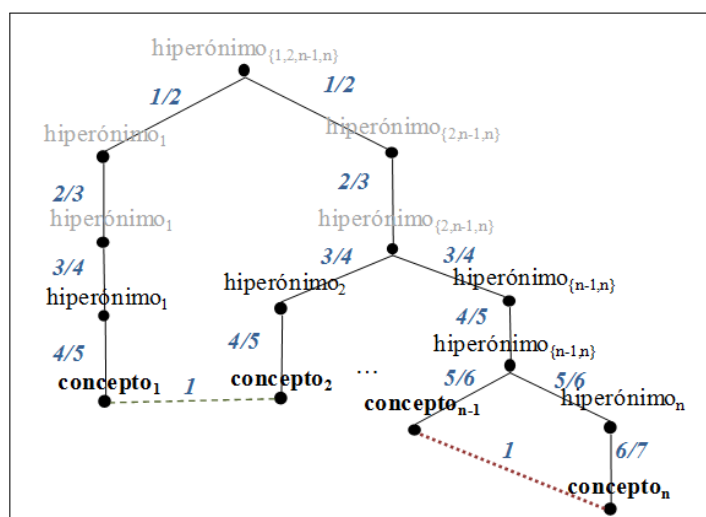 hiperónimo{1,2,n-1,n}
1/2 1/2
hiperónimo1 hiperónimo{2,n-1,n}
2/3 2/3
hiperónimo1 hiperónimo{2,n-1,n}
3/4 3/4 3/4
hiperónimo1 hiperónimo2 hiperónimo{n-1,n}
4/5 4/5 4/5
hiperónimo{n-1,n}
concepto1 1 concepto2 ... 5/6 5/6
concepton-1 hiperónimon
1 6/7
concepton